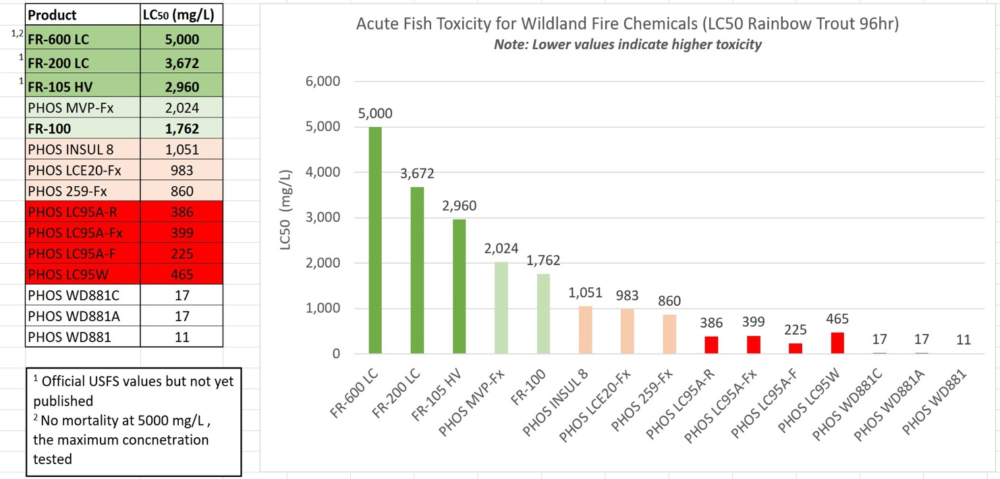 Product LC50 (mg/L)
1,2 FR-600 LC 5,000
1 FR-200 LC 3,672
1 FR-105 HV 2,960
PHOS MVP-Fx 2,024
FR-100 1,762
PHOS INSUL 8 1,051
PHOS LCE20-Fx 983
PHOS 259-Fx 860
PHOS LC95A-R 386
PHOS LC95A-Fx 399
PHOS LC95A-F 225
PHOS LC95W 465
PHOS WD881C 17
PHOS WD881A 17
PHOS WD881 11
1 Official USFS values but not yet
published
2 No mortality at 5000 mg/L ,
the maximum concnetration
tested
Acute Fish Toxicity for Wildland Fire Chemicals (LC50 Rainbow Trout 96hr)
Note: Lower values indicate higher toxicity
LC50 (mg/L)
6,000
5,000
4,000
3,000
2,000
1,000
0
5,000
3,672
2,960
2,024
1,762
1,051
983
860
386
399
225
465
17
17
11
FR-600 LC
FR-200 LC
FR-105 HV
PHOS MVP-Fx
FR-100
PHOS INSUL 8
PHOS LCE20-Fx
PHOS 259-Fx
PHOS LC95A-R
PHOS LC95A-Fx
PHOS LC95A-F
PHOS LC95W
PHOS WD881C
PHOS WD881A
PHOS WD881